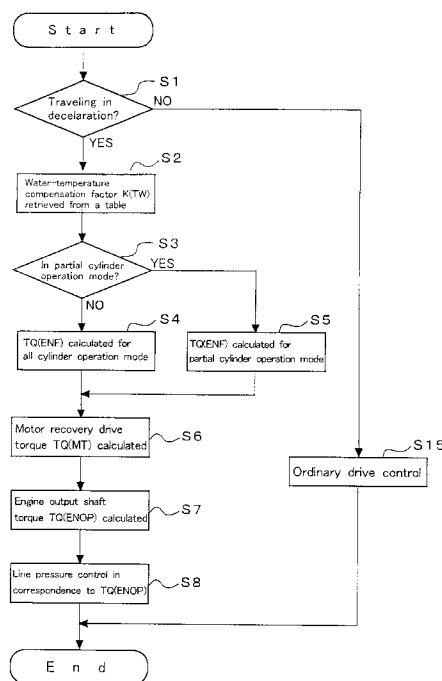 Start
S1
Traveling in
decelaration?
NO
YES
S2
Water-temperature
compensation factor K(TW)
retrieved from a table
S3
In partial cylinder
operation mode?
YES
NO
S4
TQ(ENF) calculated for
all cylinder operation mode
S5
TQ(ENF) calculated for
partial cylinder operation mode
S6
Motor recovery drive
torque TQ(MT) calculated
S15
Ordinary drive control
S7
Engine output shaft
torque TQ(ENOP) calculated
S8
Line pressure control in
correspondence to TQ(ENOP)
End